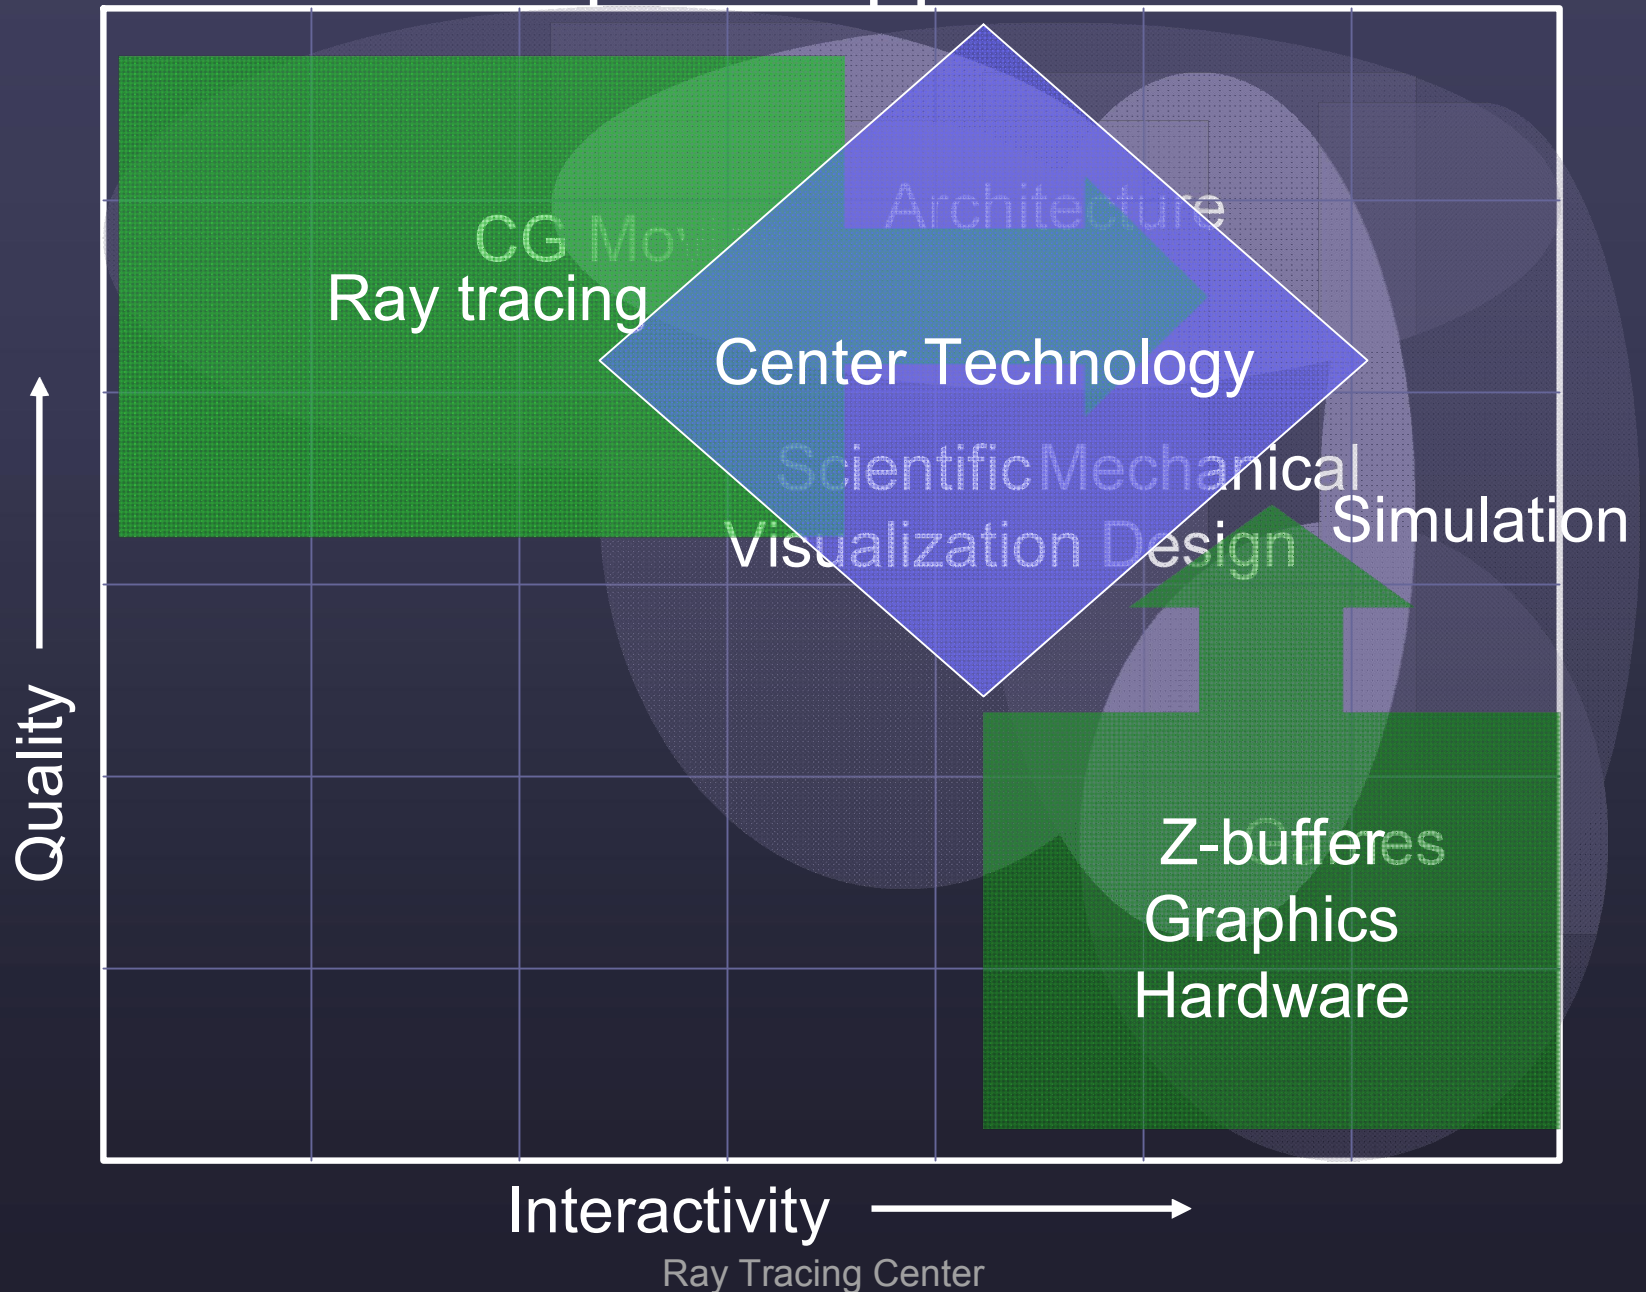 Architecture
CG
Ray tracing
Center Technology
Scientific Mechanical
Visualization Design
Simulation
Quality
Z-buffer
Graphics
Hardware
Interactivity
Ray Tracing Center